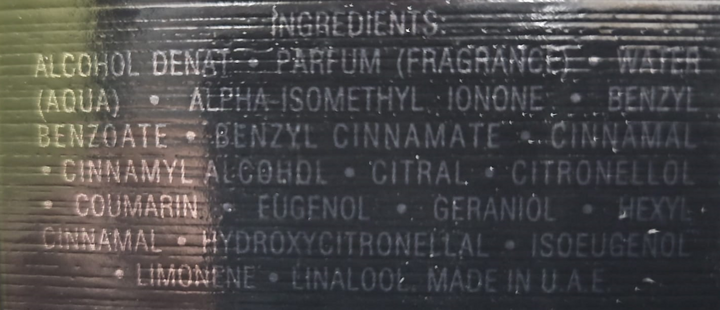 INGREDIENTS:
ALCOHOL DENAT • PARFUM (FRAGRANCE) • WATER
(AQUA) • ALPHA-ISOMETHYL IONONE • BENZYL
BENZOATE • BENZYL CINNAMATE • CINNAMAL
• CINNAMYL ALCOHOL • CITRAL • CITRONELLOL
• COUMARIN • EUGENOL • GERANIOL • HEXYL
CINNAMAL • HYDROXYCITRONELLAL • ISOEUGENOL
• LIMONENE • LINALOOL. MADE IN U.A.E.